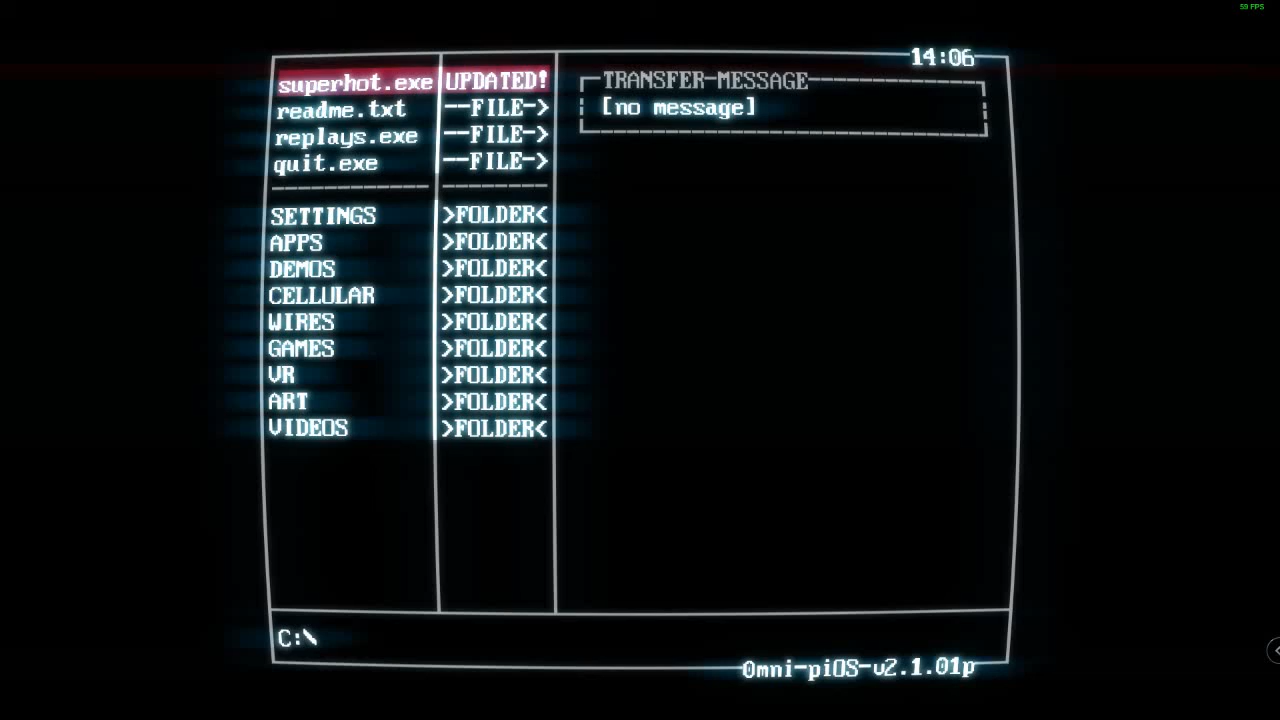 59 FPS
14:06
superhot.exe UPDATED!
readme.txt --FILE->
replays.exe --FILE->
quit.exe --FILE->
SETTINGS >FOLDER<
APPS >FOLDER<
DEMOS >FOLDER<
CELLULAR >FOLDER<
WIRES >FOLDER<
GAMES >FOLDER<
VR >FOLDER<
ART >FOLDER<
VIDEOS >FOLDER<
TRANSFER-MESSAGE
[no message]
C:\
Omni-piOS-v2.1.01p